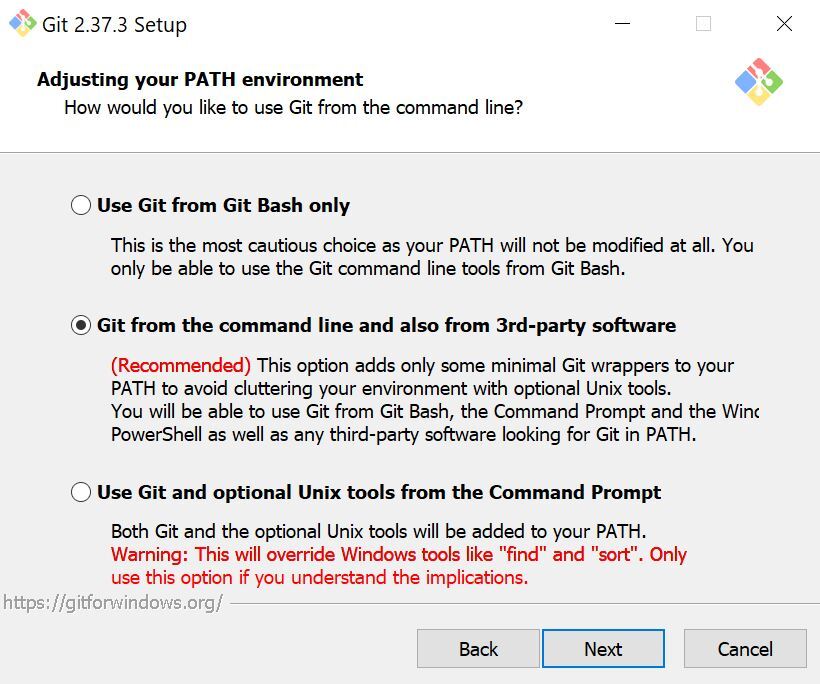 Git 2.37.3 Setup
Adjusting your PATH environment
How would you like to use Git from the command line?
Use Git from Git Bash only
This is the most cautious choice as your PATH will not be modified at all. You
only be able to use the Git command line tools from Git Bash.
Git from the command line and also from 3rd-party software
(Recommended) This option adds only some minimal Git wrappers to your
PATH to avoid cluttering your environment with optional Unix tools.
You will be able to use Git from Git Bash, the Command Prompt and the
PowerShell as well as any third-party software looking for Git in PATH.
Use Git and optional Unix tools from the Command Prompt
Both Git and the optional Unix tools will be added to your PATH.
Warning: This will override Windows tools like "find" and "sort". Only
use this option if you understand the implications.
https://gitforwindows.org/
Back
Next
Cancel